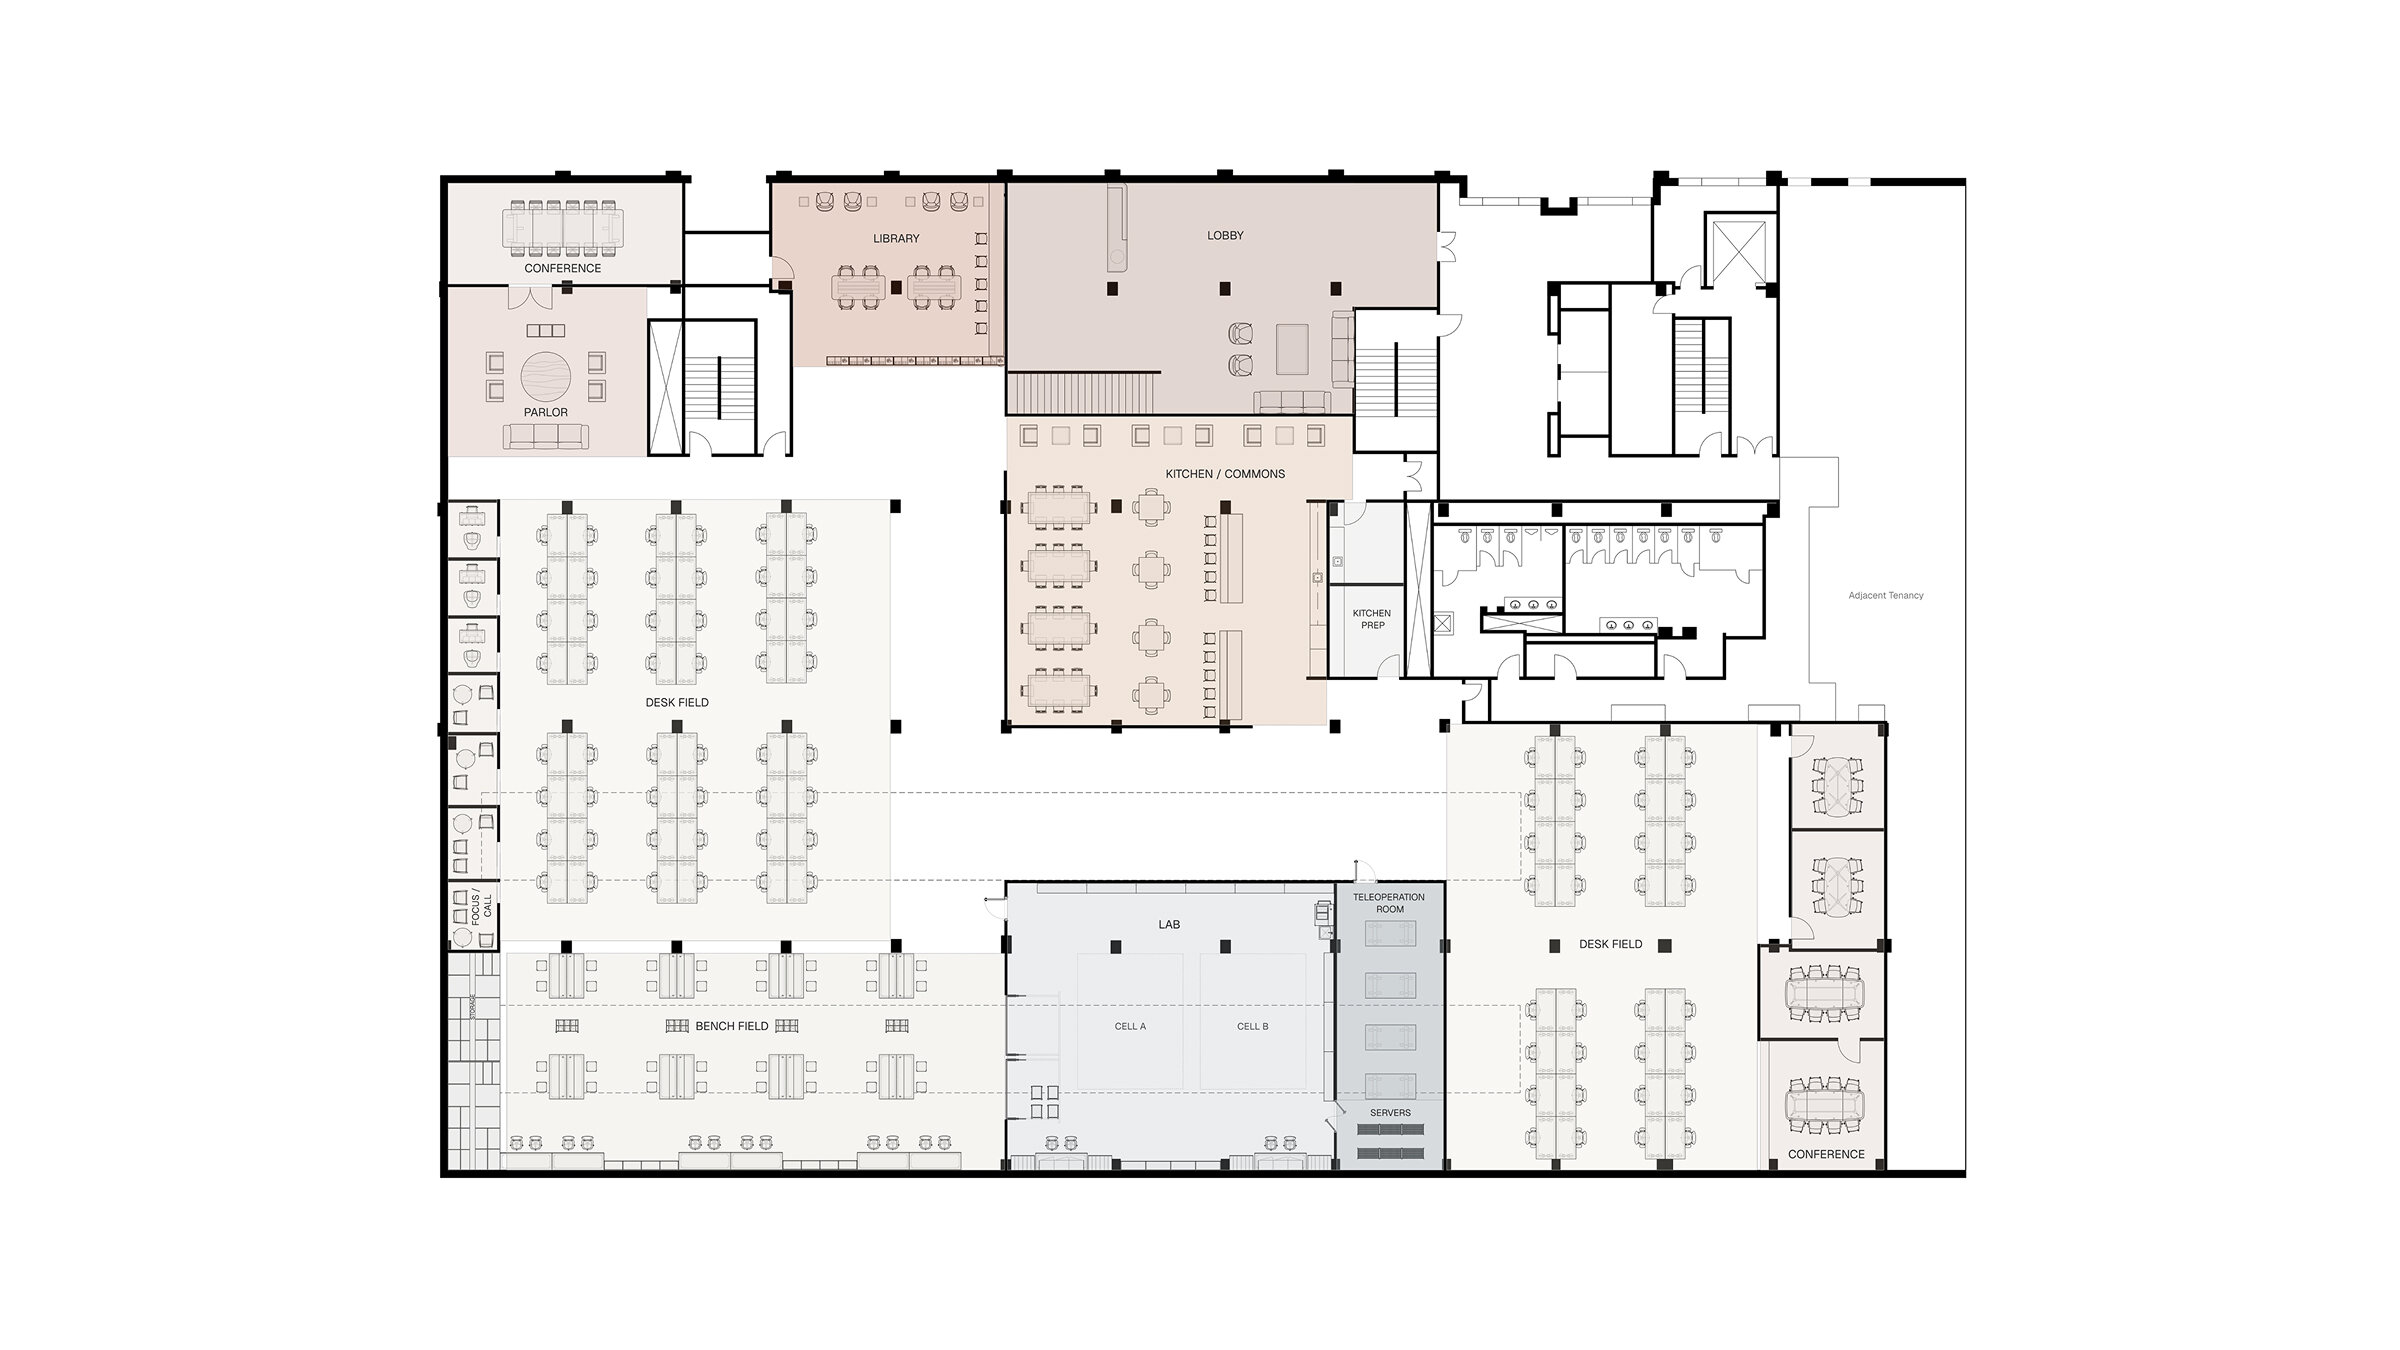 LIBRARY
LOBBY
CONFERENCE
PARLOR
KITCHEN / COMMONS
KITCHEN
PREP
Adjacent Tenancy
DESK FIELD
FOCUS /
CALL
TELEOPERATION
ROOM
LAB
DESK FIELD
STORAGE
BENCH FIELD
CELL A
CELL B
SERVERS
CONFERENCE